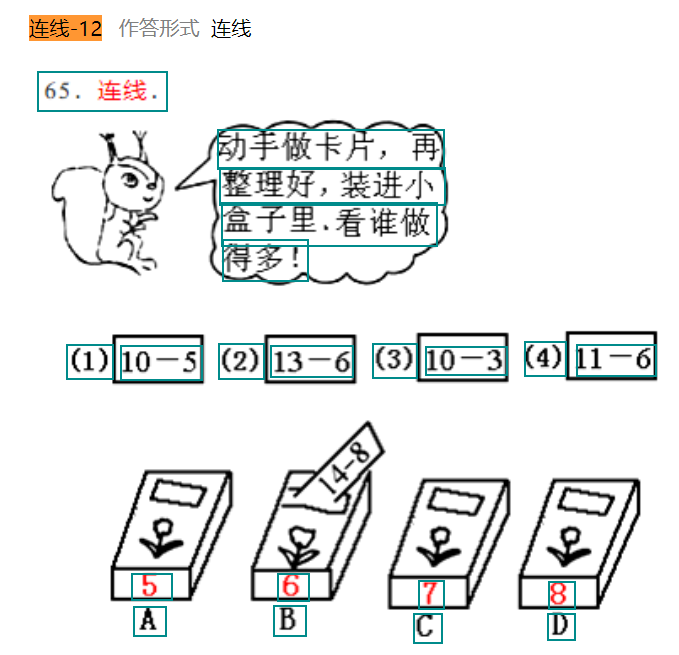 连线-12 作答形式 连线
65. 连线.
动手做卡片，再
整理好，装进小
盒子里.看谁做
得多!
(1) 10-5 (2) 13-6 (3) 10-3 (4) 11-6
14-8
5 6 7 8
A B C D